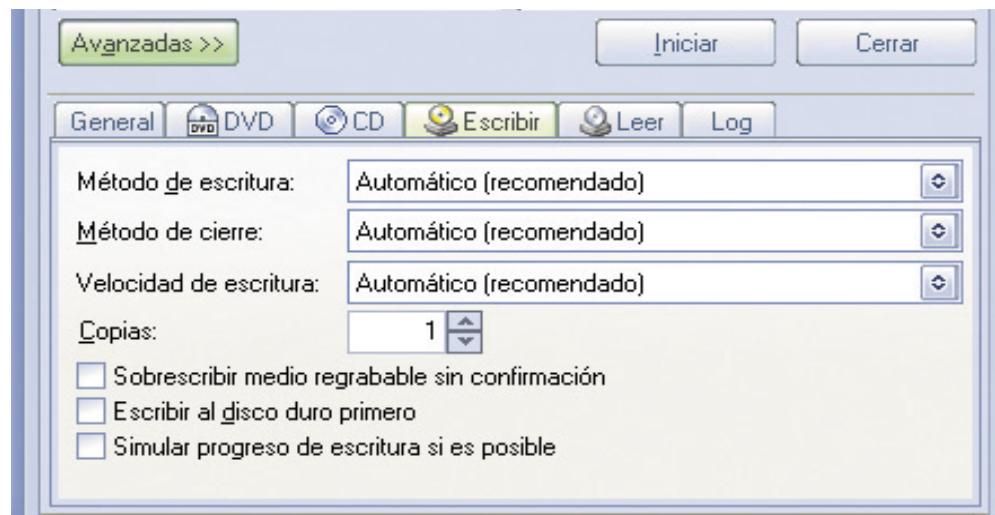 Avanzadas >> Iniciar Cerrar
General DVD DVD CD Escribir Leer Log
Método de escritura: Automático (recomendado)
Método de cierre: Automático (recomendado)
Velocidad de escritura: Automático (recomendado)
Copias: 1
Sobrescribir medio regrabable sin confirmación
Escribir al disco duro primero
Simular progreso de escritura si es posible